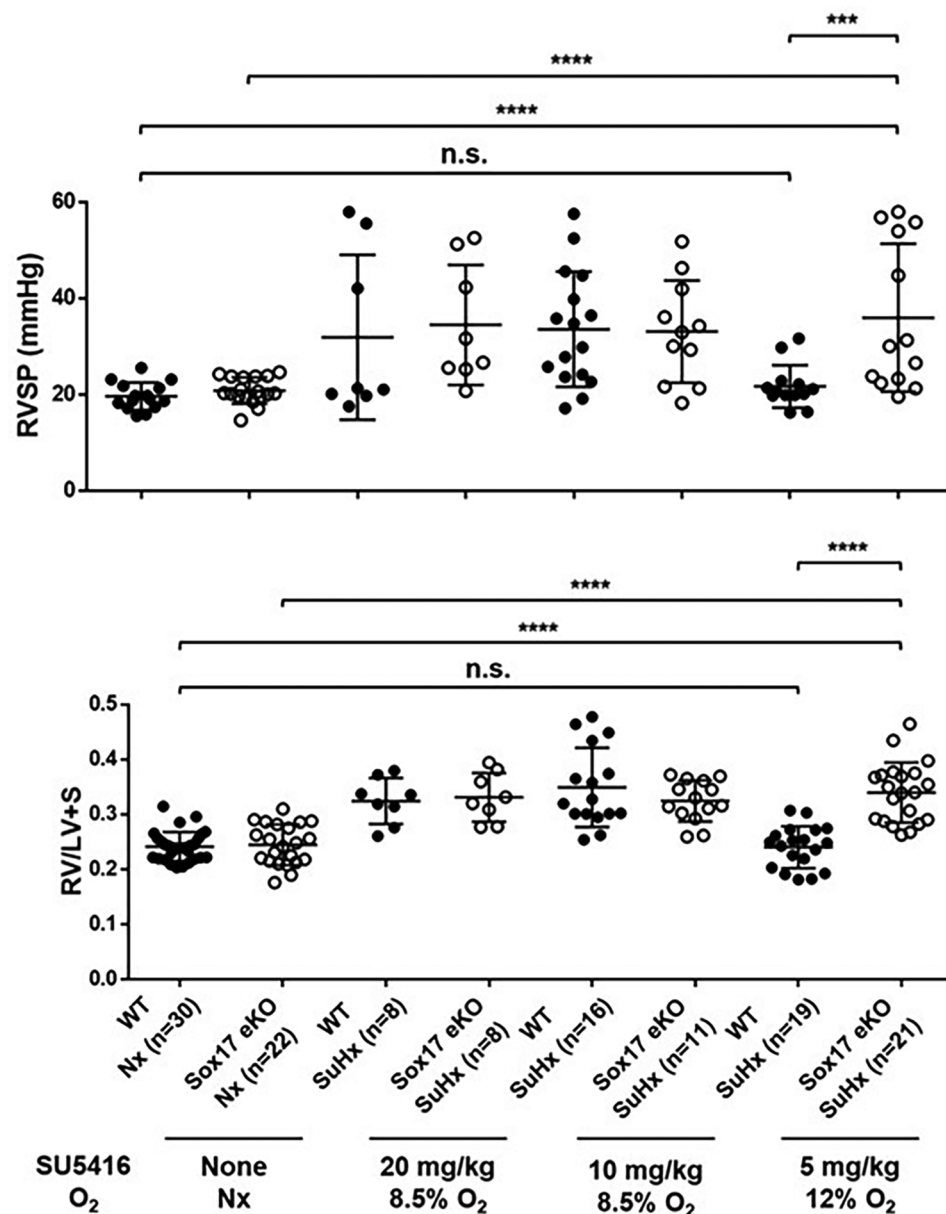 ***
****
****
n.s.
60
40
20
0
RVSP (mmHg)
****
****
****
n.s.
0.5
0.4
0.3
0.2
0.1
0.0
RV/LV+S
WT
Nx (n=30)
Sox17 eKO
Nx (n=22)
WT
SuHx (n=8)
Sox17 eKO
SuHx (n=8)
WT
SuHx (n=16)
Sox17 eKO
SuHx (n=11)
WT
SuHx (n=19)
Sox17 eKO
SuHx (n=21)
SU5416 None 20 mg/kg 10 mg/kg 5 mg/kg
O₂ Nx 8.5% O₂ 8.5% O₂ 12% O₂